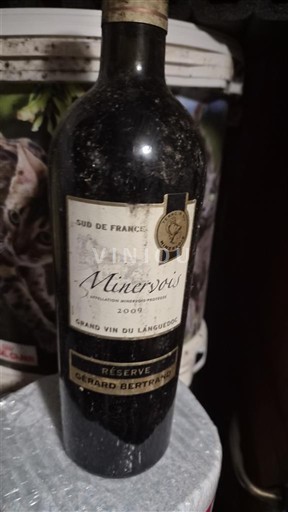 SUD DE FRANCE
VINIOU
Minervois
APPELLATION MINERVOIS PROTÉGÉE
2009
GRAND VIN DU LANGUEDOC
RÉSERVE
GÉRARD BERTRAND